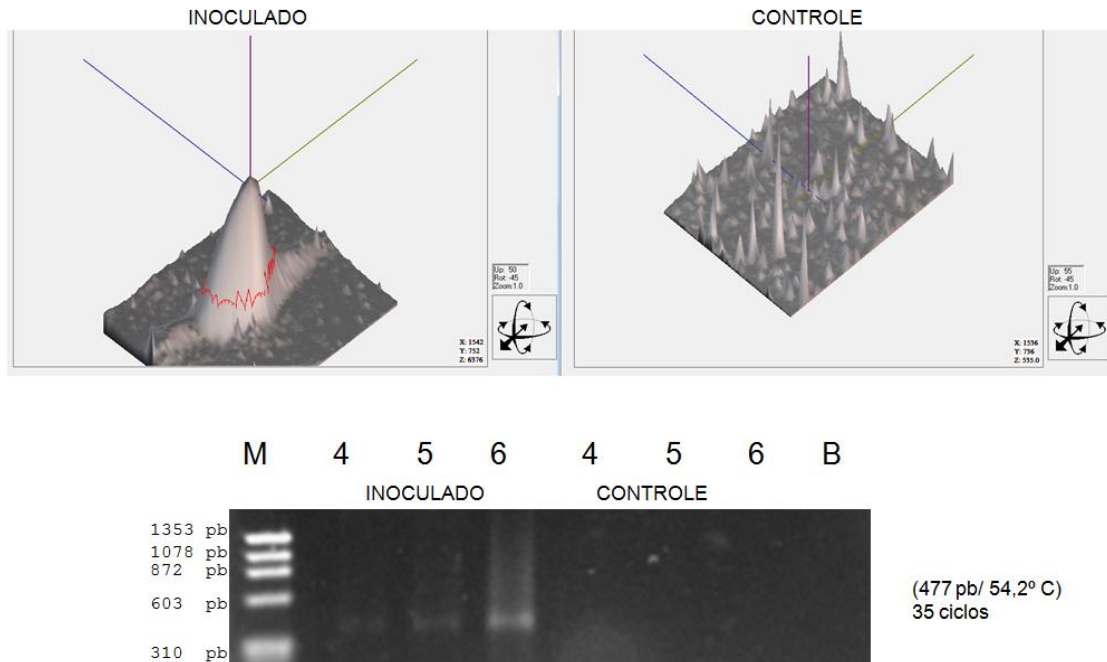 INOCULADO
CONTROLE
Up: 50
Rot: -45
Zoom:1.0
X: 1542
Y: 752
Z: 6376
Up: 55
Rot: -45
Zoom:1.0
X: 1536
Y: 736
Z: 535.0
M 4 5 6 4 5 6 B
INOCULADO CONTROLE
1353 pb
1078 pb
872 pb
603 pb
310 pb
(477 pb/ 54,2º C)
35 ciclos